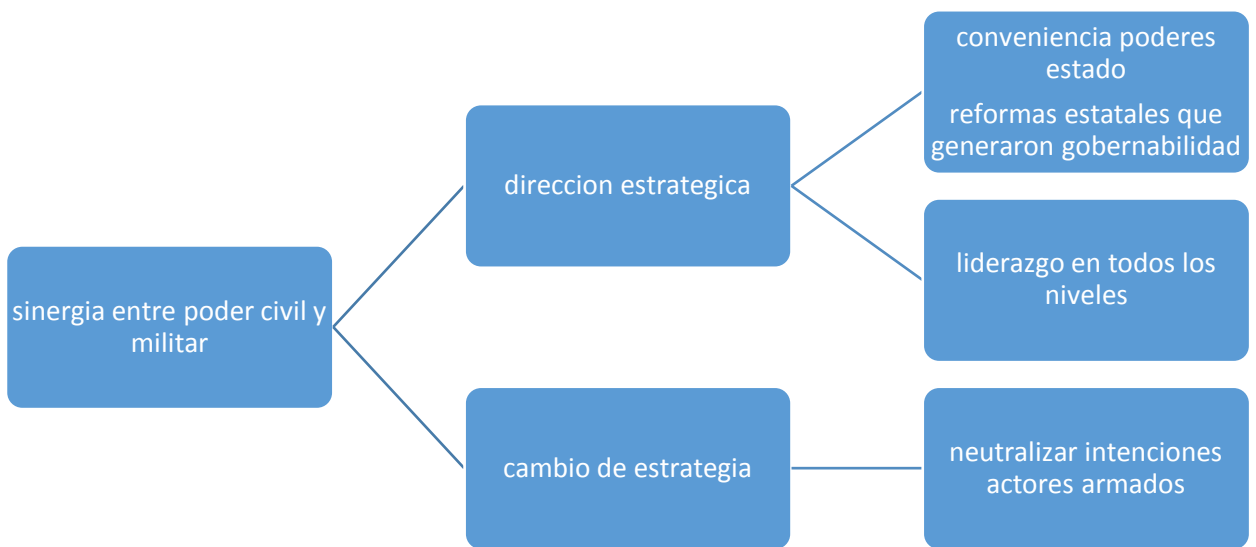 sinergia entre poder civil y
militar
direccion estrategica
conveniencia poderes
estado
reformas estatales que
generaron gobernabilidad
liderazgo en todos los
niveles
cambio de estrategia
neutralizar intenciones
actores armados